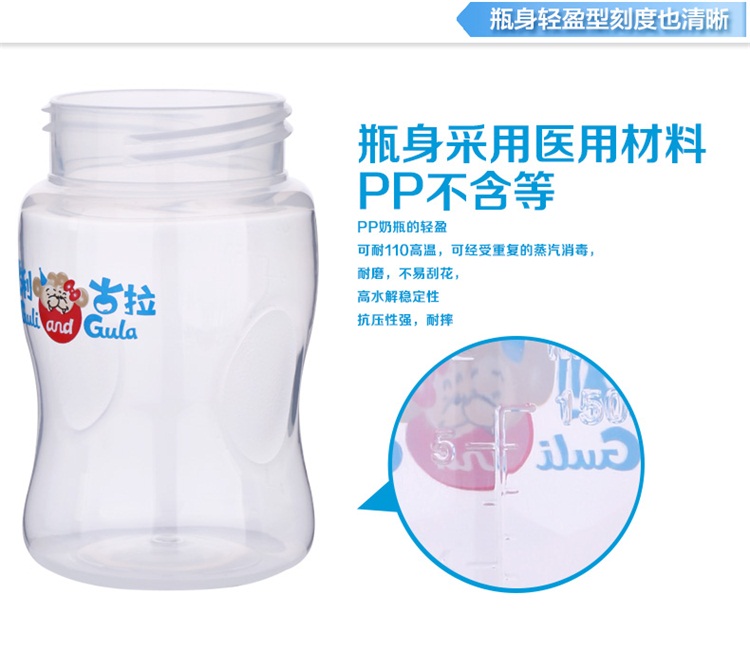 瓶身轻盈型刻度也清晰
瓶身采用医用材料
PP不含等
PP奶瓶的轻盈
可耐110高温，可经受重复的蒸汽消毒，
耐磨，不易刮花，
高水解稳定性
抗压性强，耐摔
利 古拉
Guli and Gula
150
5
Guli